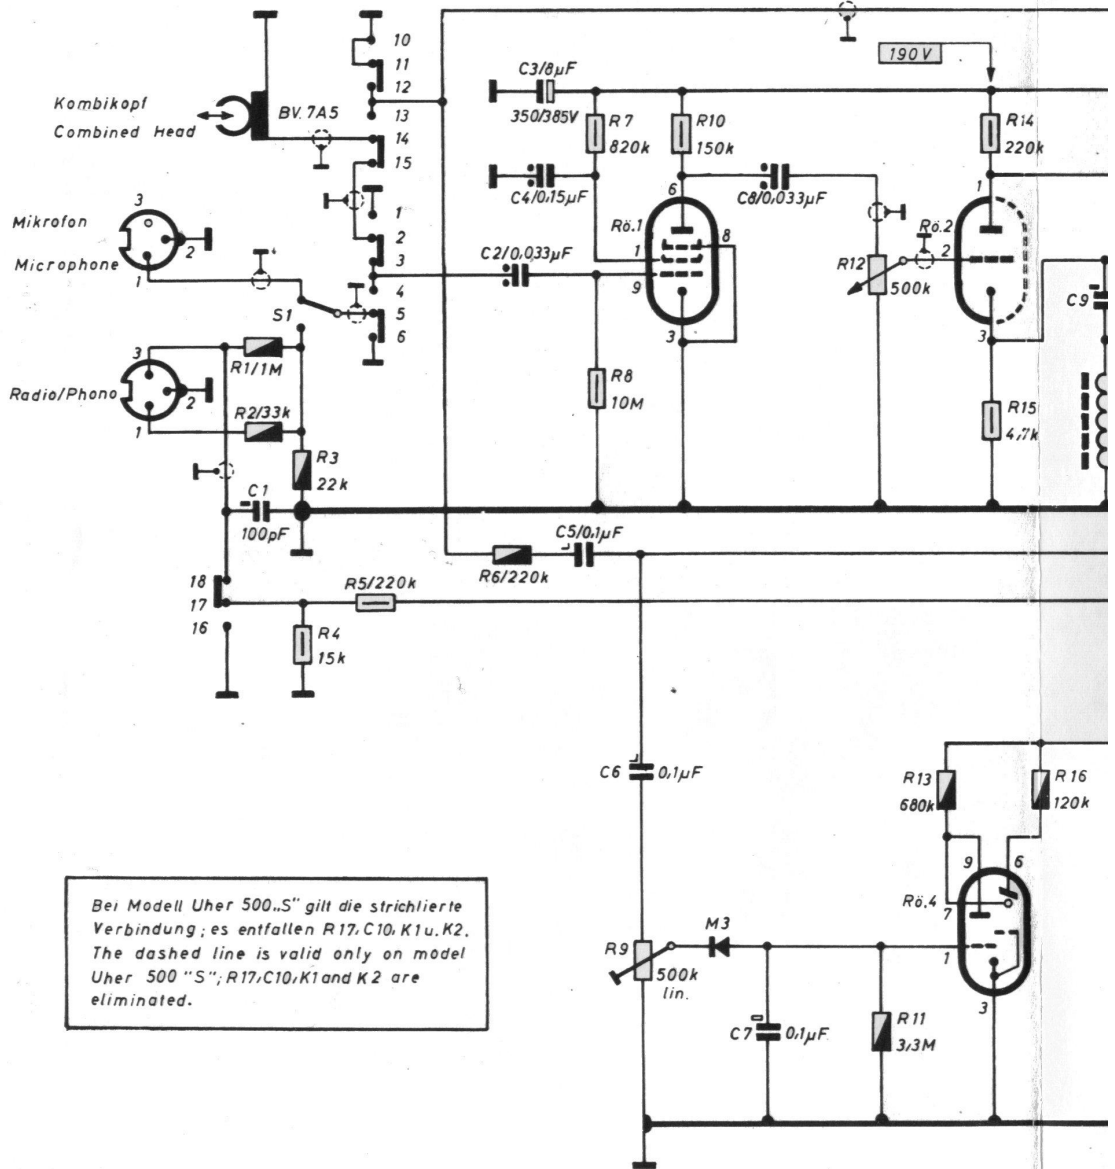 10
11
12
13
14
15
Kombikopf
Combined Head
BV. 7A5
C3/8µF
350/385V
190 V
R7
820k
R10
150k
R14
220k
C4/0,15µF
C8/0,033µF
6
1
1
2
3
4
5
6
3
Mikrofon
Microphone
2
1
C2/0,033µF
Rö.1
8
1
9
3
R12
500k
Rö.2
2
3
C9
S1
3
Radio/Phono
2
1
R1/1M
R2/33k
R3
22k
R8
10M
R15
4,7k
C1
100pF
C5/0,1µF
R6/220k
18
17
16
R5/220k
R4
15k
C6
0,1µF
R13
680k
R16
120k
9
6
Rö.4
7
1
3
Bei Modell Uher 500„S" gilt die strichlierte
Verbindung; es entfallen R17, C10, K1 u. K2.
The dashed line is valid only on model
Uher 500 "S"; R17, C10, K1 and K2 are
eliminated.
M3
R9
500k
lin.
C7
0,1µF
R11
3,3M